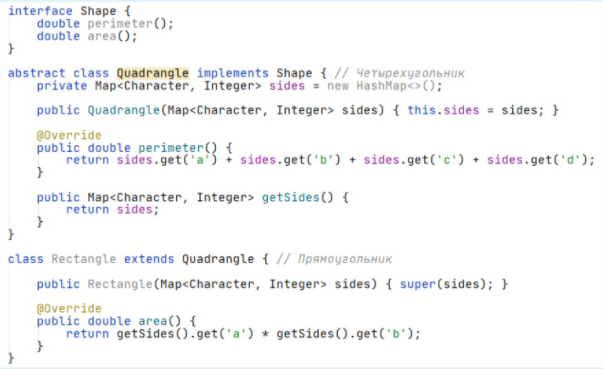 interface Shape {
double perimeter();
double area();
}
abstract class Quadrangle implements Shape { // Четырехугольник
private Map<Character, Integer> sides = new HashMap<>();
public Quadrangle(Map<Character, Integer> sides) { this.sides = sides; }
@Override
public double perimeter() {
return sides.get('a') + sides.get('b') + sides.get('c') + sides.get('d');
}
public Map<Character, Integer> getSides() {
return sides;
}
}
class Rectangle extends Quadrangle { // Прямоугольник
public Rectangle(Map<Character, Integer> sides) { super(sides); }
@Override
public double area() {
return getSides().get('a') * getSides().get('b');
}
}